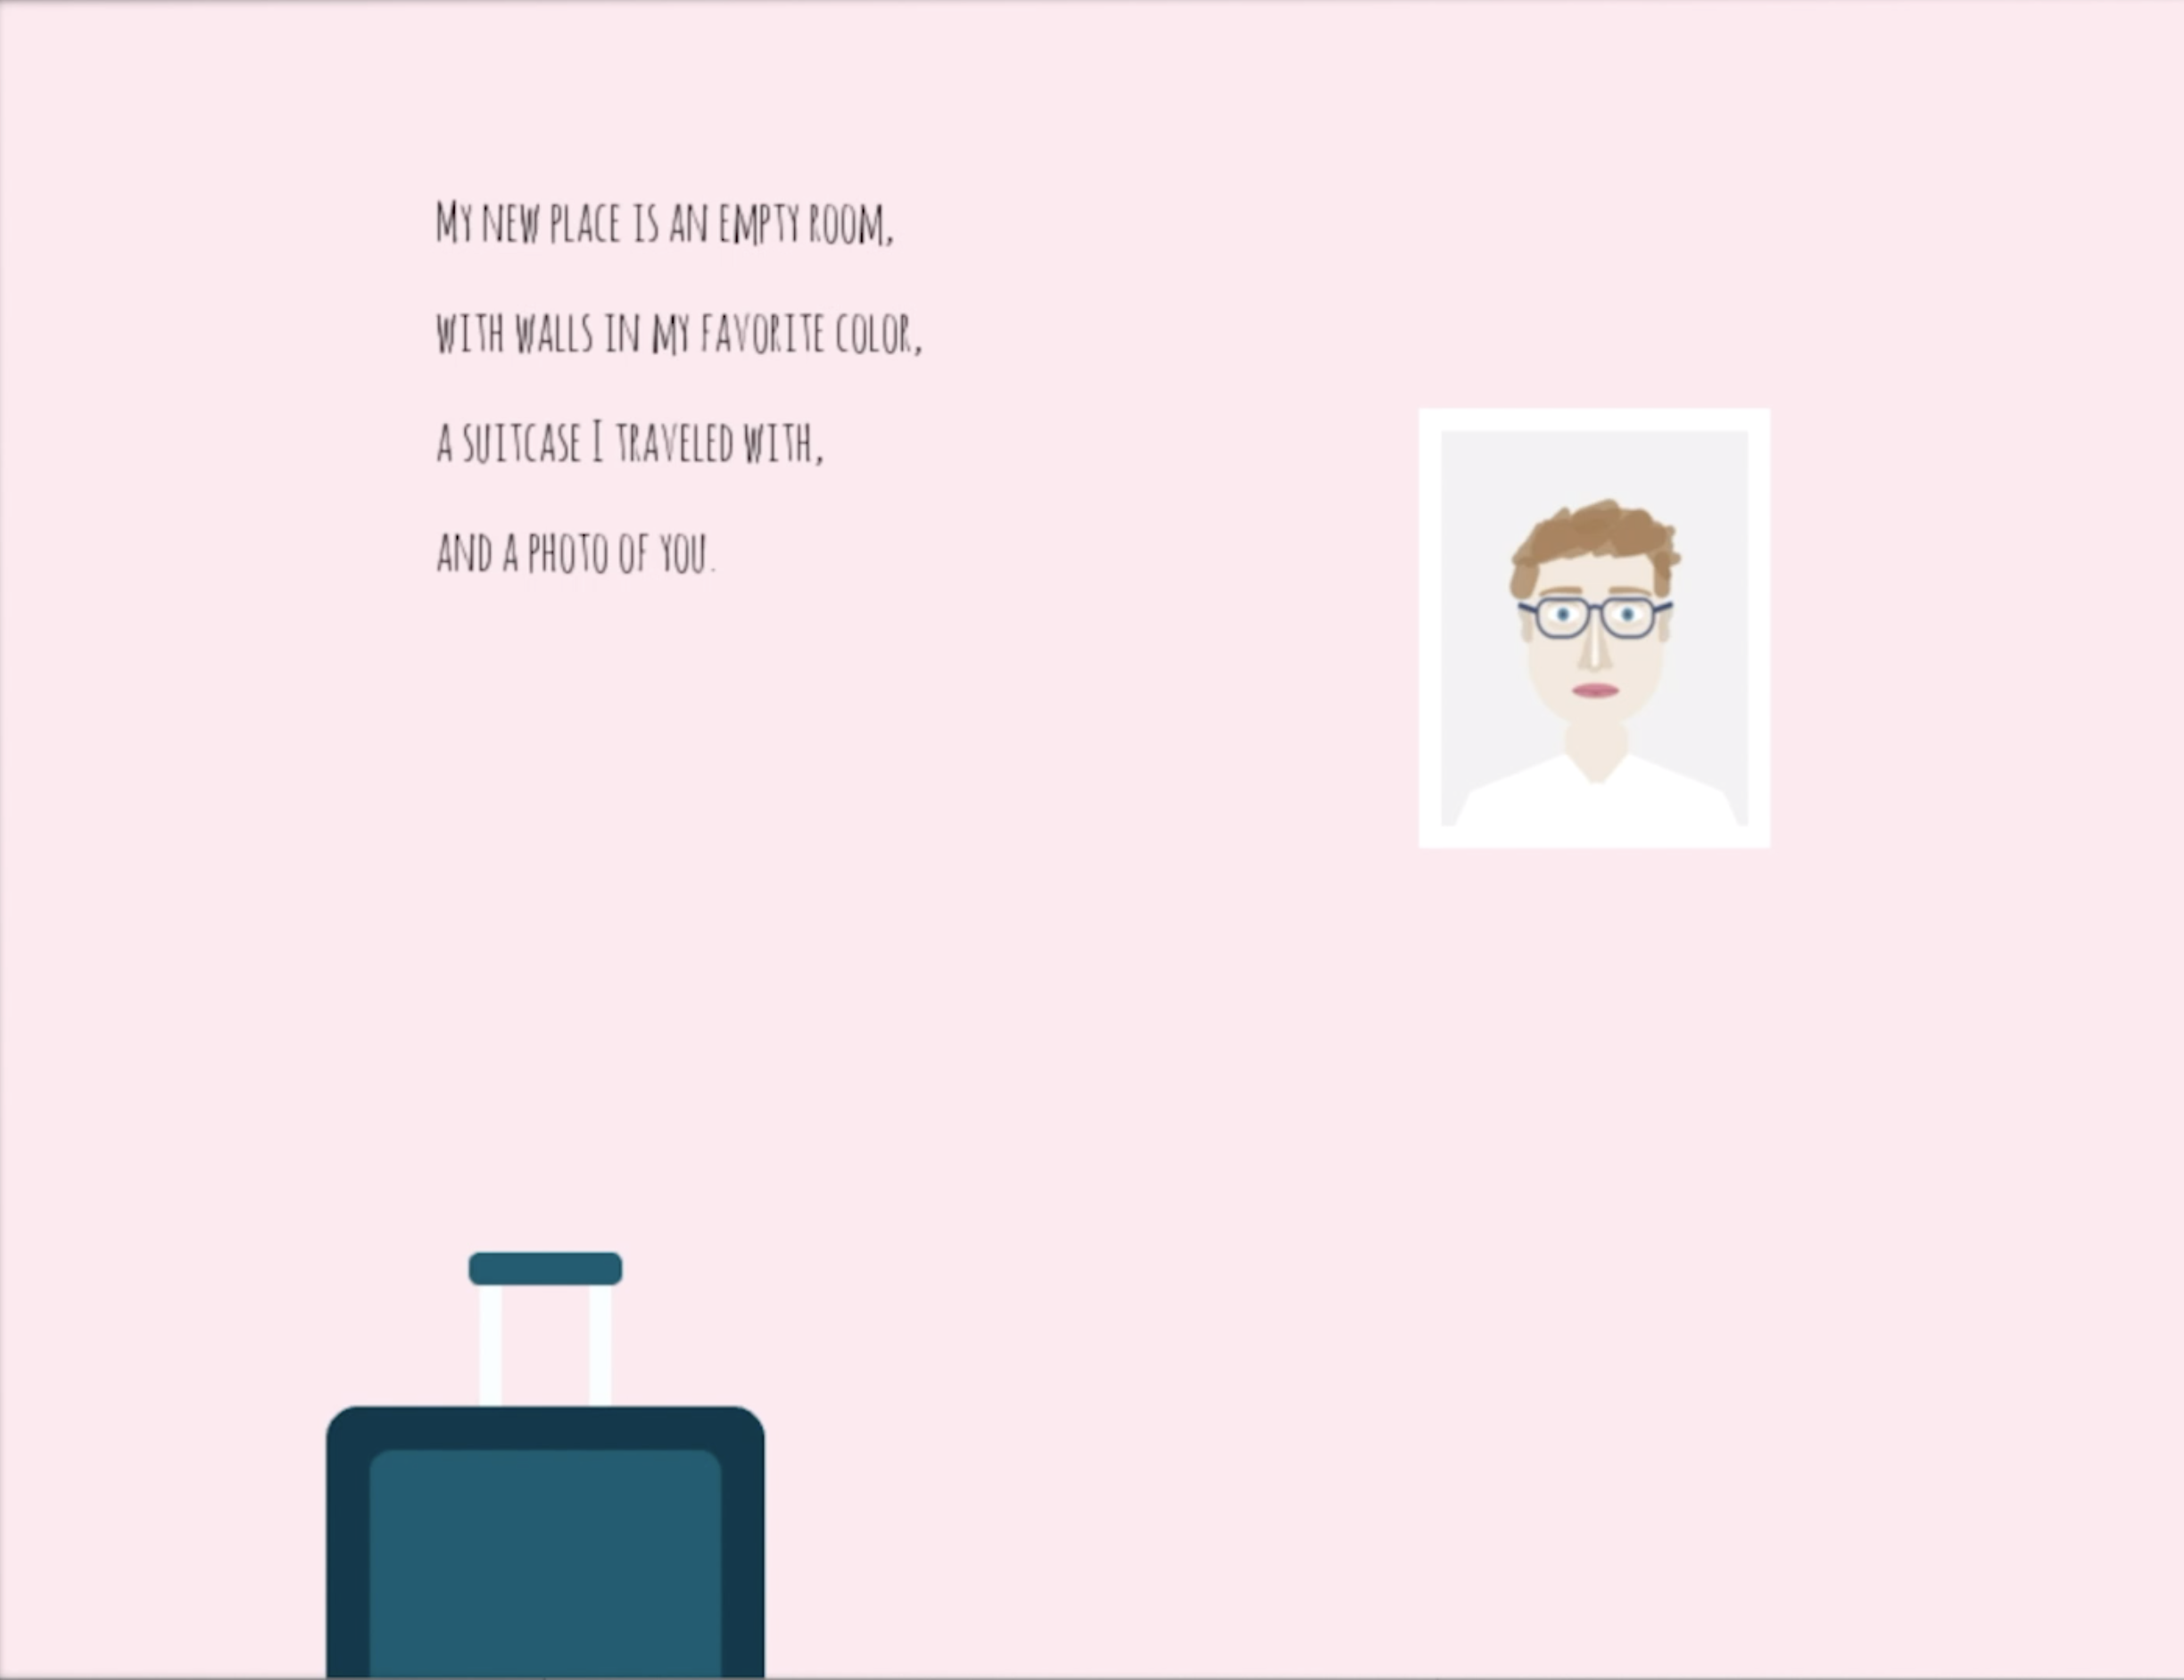 My new place is an empty room,
with walls in my favorite color,
a suitcase I traveled with,
and a photo of you.